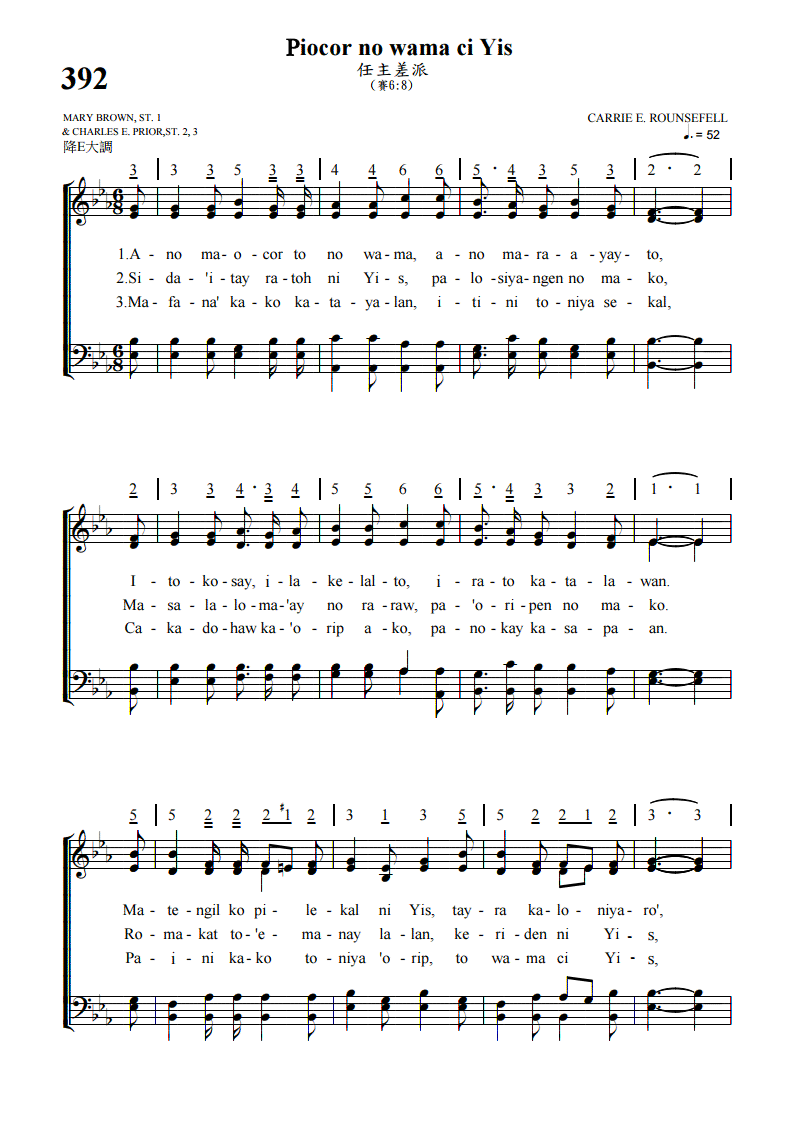 Piocor no wama ci Yis
392
任主差派
(賽6:8)
MARY BROWN, ST. 1
CARRIE E. ROUNSEFELL
& CHARLES E. PRIOR,ST. 2, 3
♩. = 52
降E大調
3 | 3 3 5 3 3 | 4 4 6 6 | 5 · 4 3 5 3 | 2 · 2 |
6 8
1.A - no ma - o - cor to no wa - ma, a - no ma - ra - a - yay - to,
2.Si - da - 'i - tay ra - toh ni Yi - s, pa - lo - siya - ngen no ma - ko,
3.Ma - fa - na' ka - ko ka - ta - ya - lan, i - ti - ni to - niya se - kal,
6 8
2 | 3 3 4 · 3 4 | 5 5 6 6 | 5 · 4 3 3 2 | 1 · 1 |
I - to - ko - say, i - la - ke - lal - to, i - ra - to ka - ta - la - wan.
Ma - sa - la - lo - ma - 'ay no ra - raw, pa - 'o - ri - pen no ma - ko.
Ca - ka - do - haw ka - 'o - rip a - ko, pa - no - kay ka - sa - pa - an.
5 | 5 2 2 2 #1 2 | 3 1 3 5 | 5 2 2 1 2 | 3 · 3 |
Ma - te - ngil ko pi - le - kal ni Yis, tay - ra ka - lo - niya - ro',
Ro - ma - kat to - 'e - ma - nay la - lan, ke - ri - den ni Yi - s,
Pa - i - ni ka - ko to - niya 'o - rip, to wa - ma ci Yi - s,